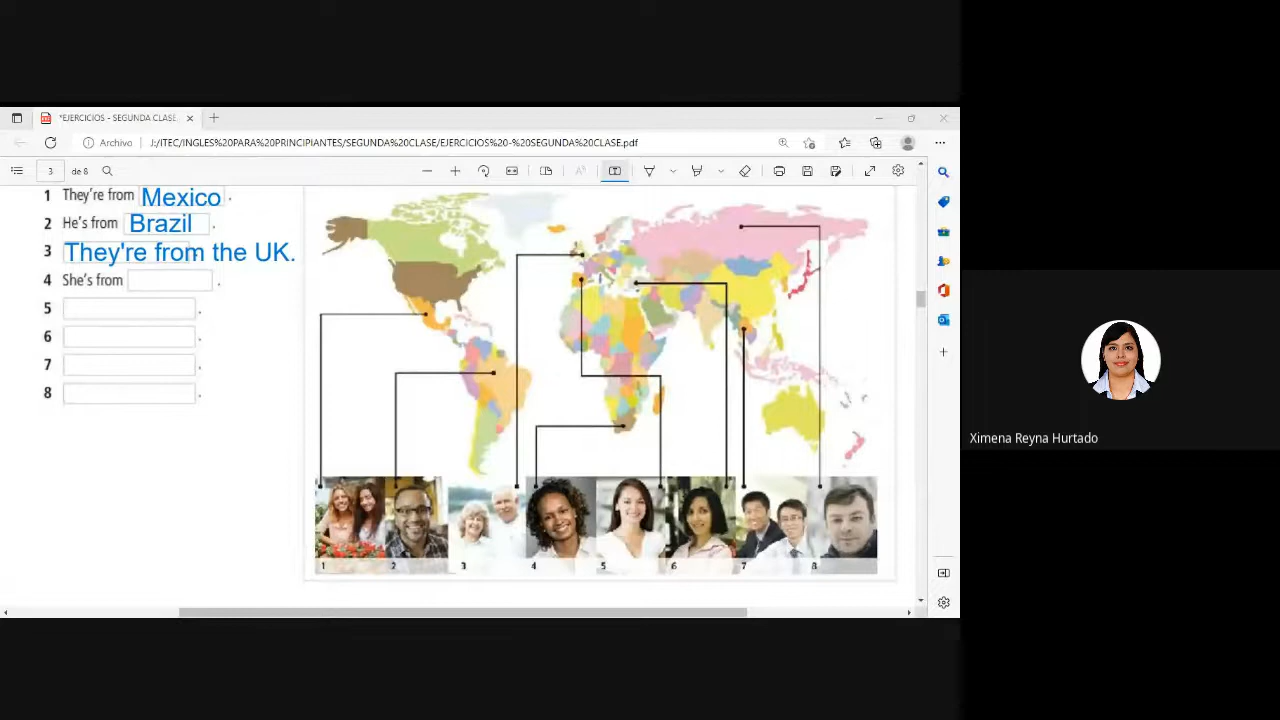 *EJERCICIOS - SEGUNDA CLASE.
Archivo
J:/ITEC/INGLES%20PARA%20PRINCIPIANTES/SEGUNDA%20CLASE/EJERCICIOS%20-%20SEGUNDA%20CLASE.pdf
3 de 8
1 They're from Mexico .
2 He's from Brazil .
3 They're from the UK.
4 She's from .
5 .
6 .
7 .
8 .
1 2 3 4 5 6 7 8
Ximena Reyna Hurtado